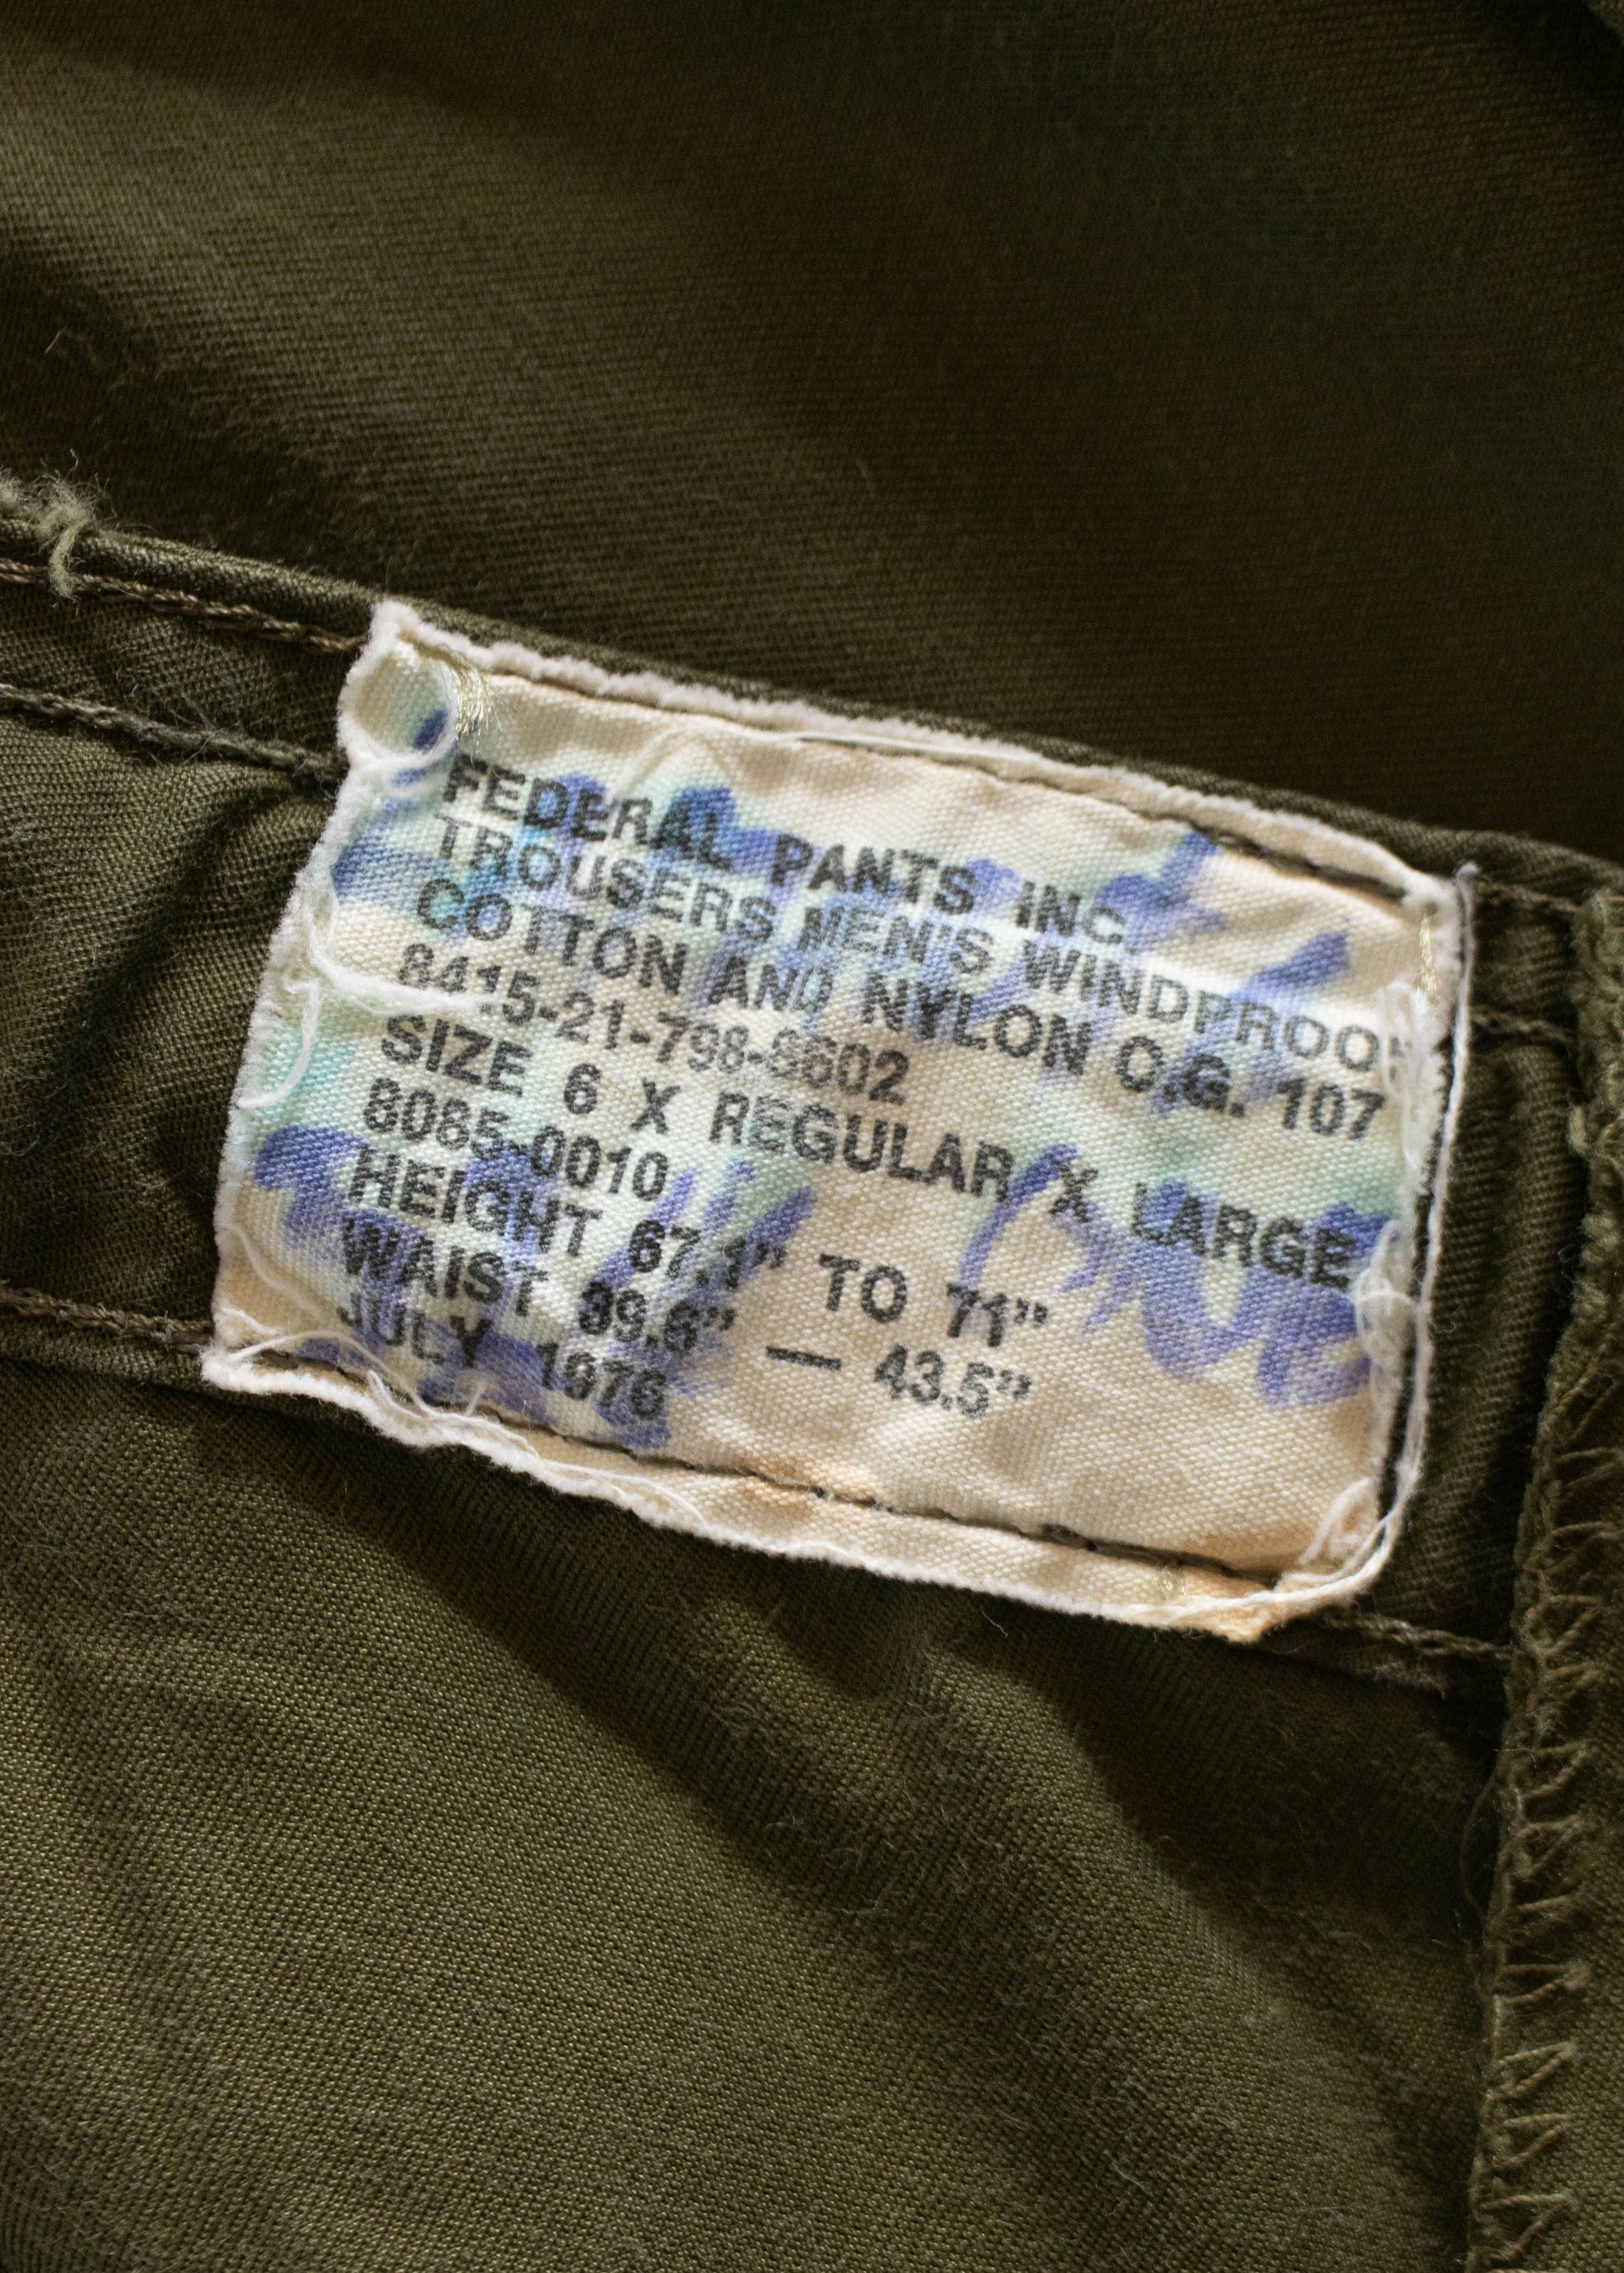 FEDERAL PANTS INC.
TROUSERS MEN'S WINDPROOF
COTTON AND NYLON O.G. 107
8415-21-798-8602
SIZE 6 X REGULAR X LARGE
8085-0010
HEIGHT 67.1" TO 71"
WAIST 39.6" — 43.5"
JULY 1976